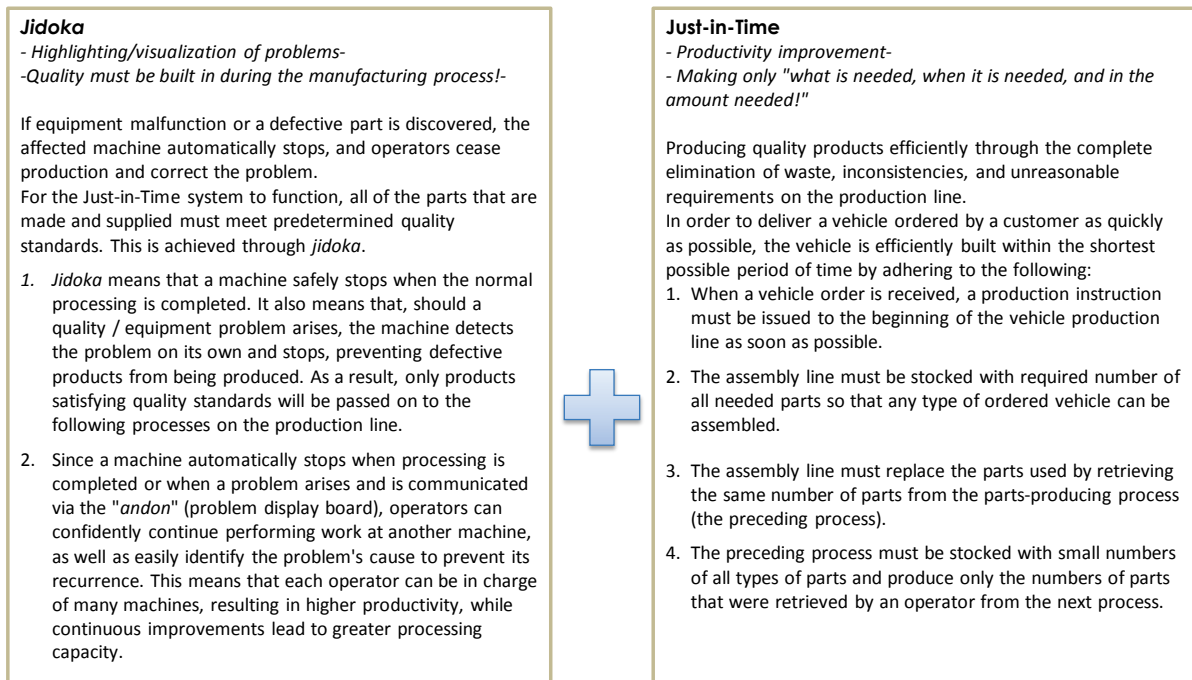 Jidoka
- Highlighting/visualization of problems-
-Quality must be built in during the manufacturing process!-
If equipment malfunction or a defective part is discovered, the
affected machine automatically stops, and operators cease
production and correct the problem.
For the Just-in-Time system to function, all of the parts that are
made and supplied must meet predetermined quality
standards. This is achieved through jidoka.
1. Jidoka means that a machine safely stops when the normal
processing is completed. It also means that, should a
quality / equipment problem arises, the machine detects
the problem on its own and stops, preventing defective
products from being produced. As a result, only products
satisfying quality standards will be passed on to the
following processes on the production line.
2. Since a machine automatically stops when processing is
completed or when a problem arises and is communicated
via the "andon" (problem display board), operators can
confidently continue performing work at another machine,
as well as easily identify the problem's cause to prevent its
recurrence. This means that each operator can be in charge
of many machines, resulting in higher productivity, while
continuous improvements lead to greater processing
capacity.
Just-in-Time
- Productivity improvement-
- Making only "what is needed, when it is needed, and in the
amount needed!"
Producing quality products efficiently through the complete
elimination of waste, inconsistencies, and unreasonable
requirements on the production line.
In order to deliver a vehicle ordered by a customer as quickly
as possible, the vehicle is efficiently built within the shortest
possible period of time by adhering to the following:
1. When a vehicle order is received, a production instruction
must be issued to the beginning of the vehicle production
line as soon as possible.
2. The assembly line must be stocked with required number of
all needed parts so that any type of ordered vehicle can be
assembled.
3. The assembly line must replace the parts used by retrieving
the same number of parts from the parts-producing process
(the preceding process).
4. The preceding process must be stocked with small numbers
of all types of parts and produce only the numbers of parts
that were retrieved by an operator from the next process.